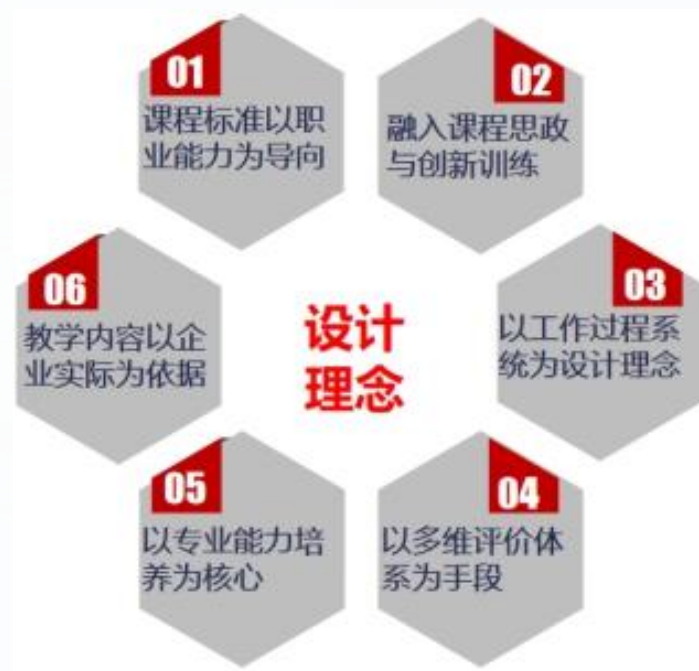 01
课程标准以职
业能力为导向
02
融入课程思政
与创新训练
03
以工作过程系
统为设计理念
04
以多维评价体
系为手段
05
以专业能力培
养为核心
06
教学内容以企
业实际为依据
设计
理念